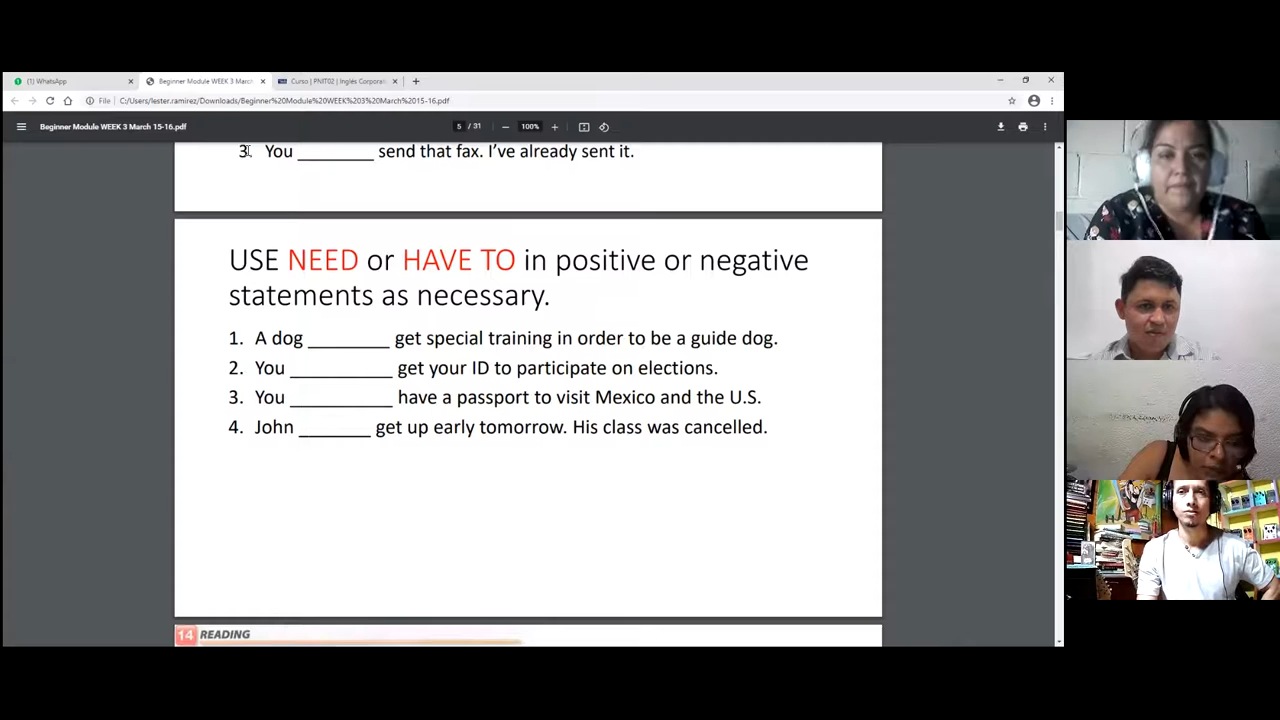 (1) WhatsApp
Beginner Module WEEK 3 March
Curso | PNIT02 | Inglés Corporat
File
C:/Users/lester.ramirez/Downloads/Beginner%20Module%20WEEK%203%20March%2015-16.pdf
Beginner Module WEEK 3 March 15-16.pdf
5 / 31
100%
3. You ________ send that fax. I've already sent it.
USE NEED or HAVE TO in positive or negative
statements as necessary.
1. A dog ________ get special training in order to be a guide dog.
2. You __________ get your ID to participate on elections.
3. You __________ have a passport to visit Mexico and the U.S.
4. John _______ get up early tomorrow. His class was cancelled.
14 READING